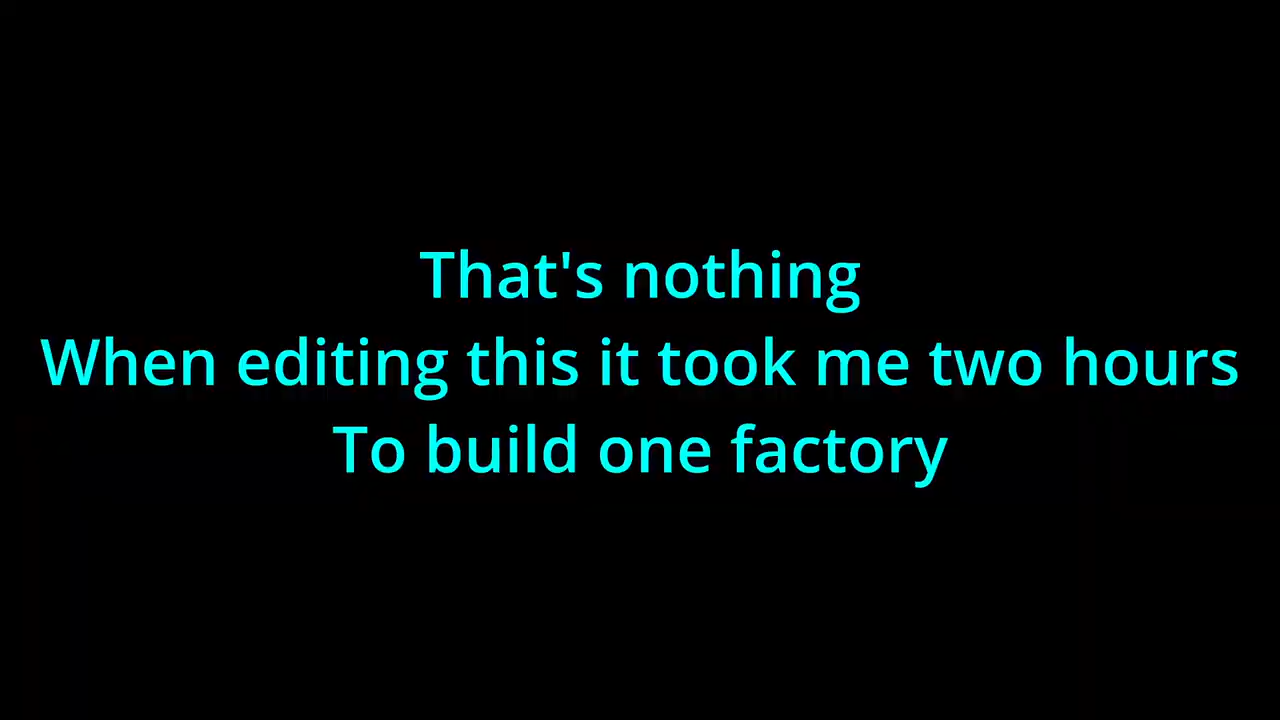 That's nothing
When editing this it took me two hours
To build one factory